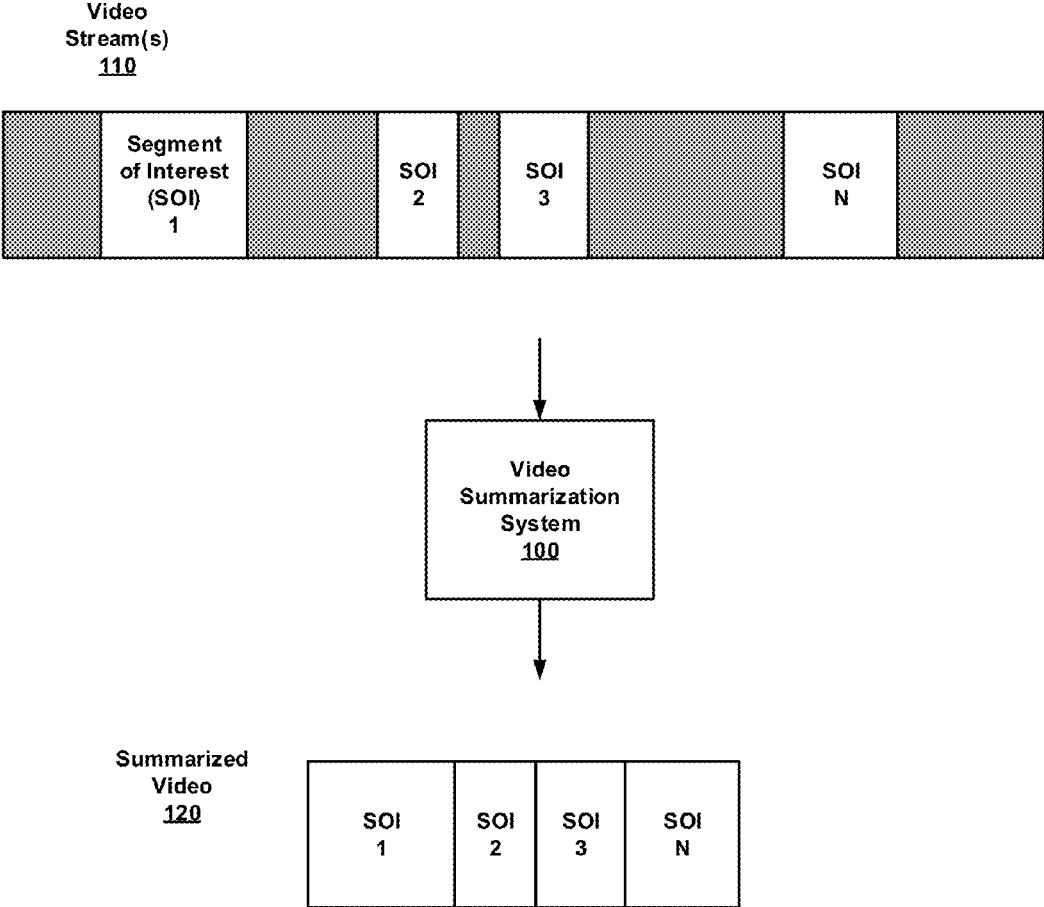 Video
Stream(s)
110
Segment
of Interest
(SOI)
1
SOI
2
SOI
3
SOI
N
Video
Summarization
System
100
Summarized
Video
120
SOI
1
SOI
2
SOI
3
SOI
N